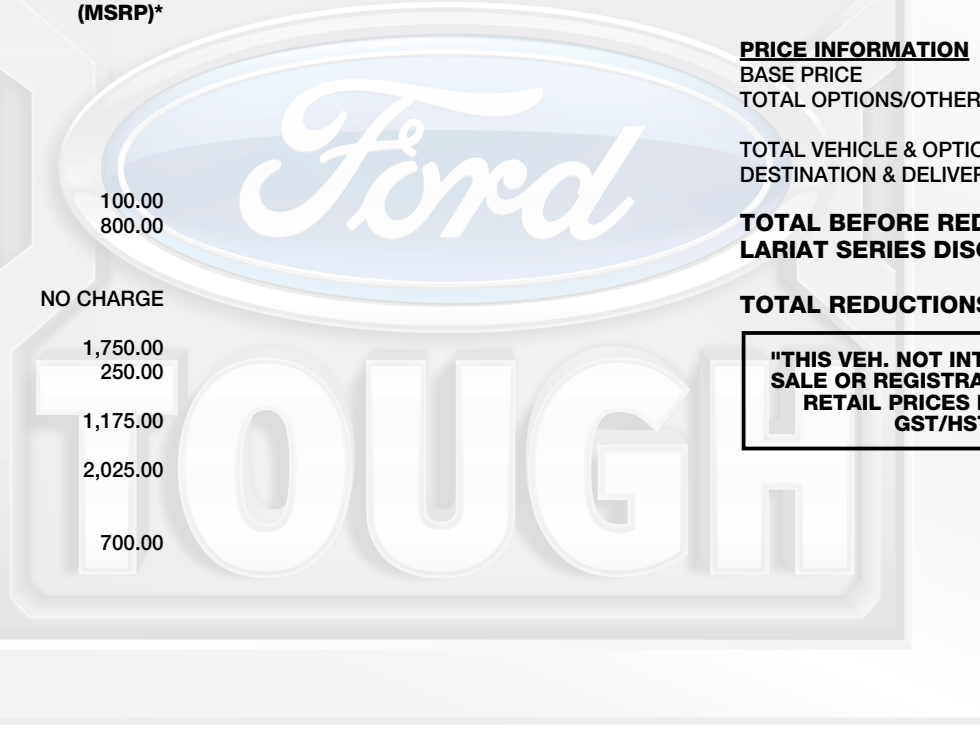 (MSRP)*
100.00
800.00
NO CHARGE
1,750.00
250.00
1,175.00
2,025.00
700.00
Ford
TOUGH
PRICE INFORMATION
BASE PRICE
TOTAL OPTIONS/OTHER
TOTAL VEHICLE & OPTIO
DESTINATION & DELIVER
TOTAL BEFORE RED
LARIAT SERIES DISC
TOTAL REDUCTIONS
"THIS VEH. NOT INT
SALE OR REGISTRA
RETAIL PRICES
GST/HST